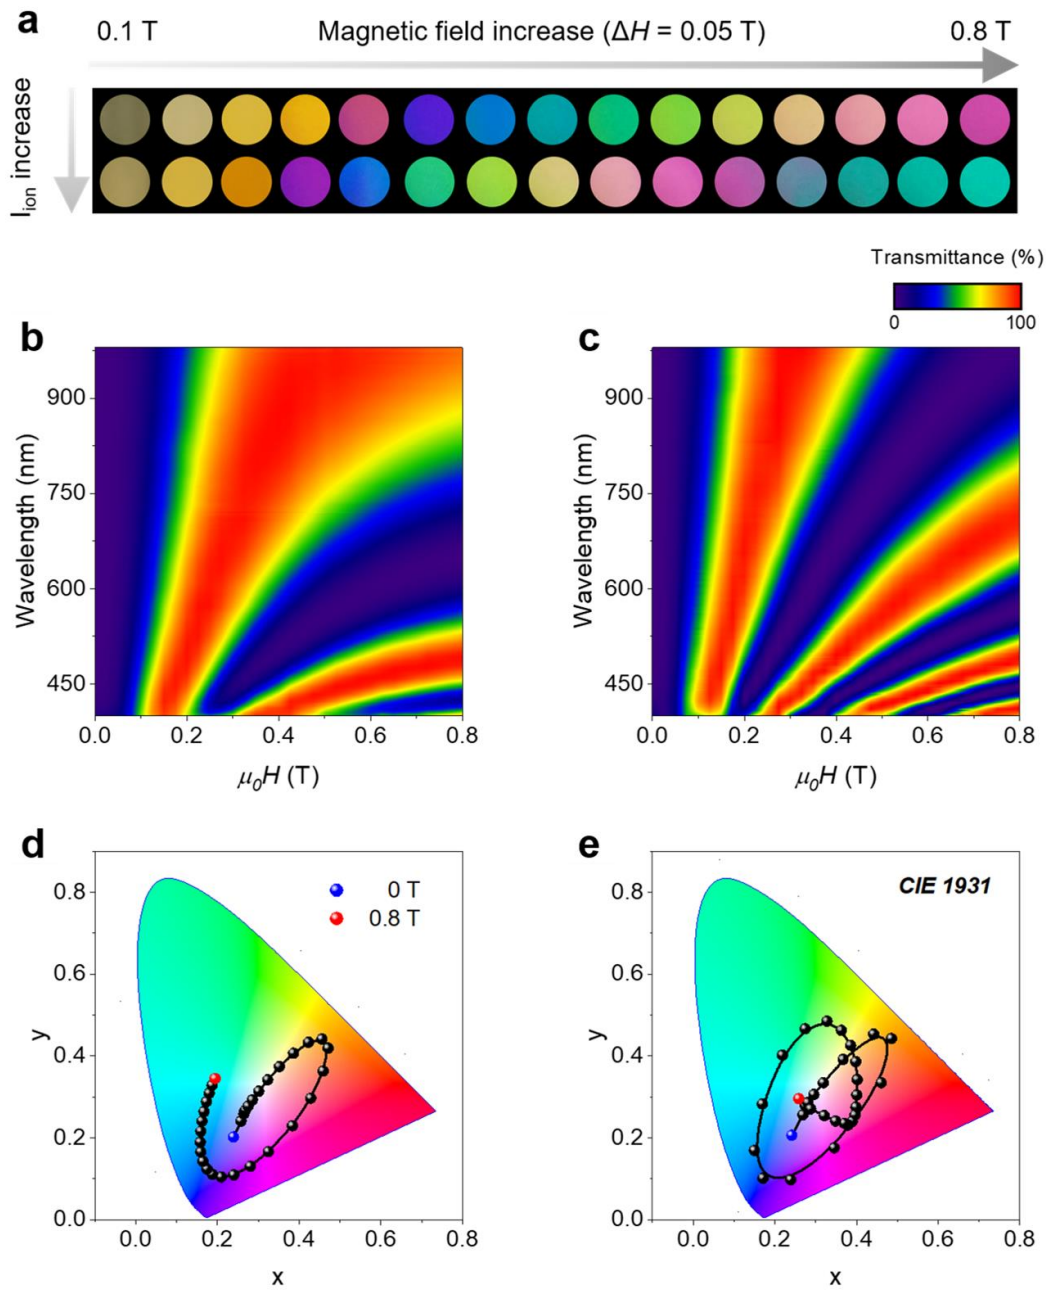 a
0.1 T Magnetic field increase (ΔH = 0.05 T) 0.8 T
I_ion increase
Transmittance (%)
0 100
b
Wavelength (nm)
900
750
600
450
0.0 0.2 0.4 0.6 0.8
μ₀H (T)
c
Wavelength (nm)
900
750
600
450
0.0 0.2 0.4 0.6 0.8
μ₀H (T)
d
0 T
0.8 T
y
0.8
0.6
0.4
0.2
0.0
0.0 0.2 0.4 0.6 0.8
x
e
CIE 1931
y
0.8
0.6
0.4
0.2
0.0
0.0 0.2 0.4 0.6 0.8
x